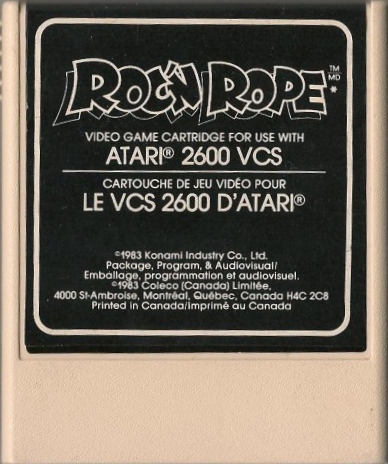 ROC'N ROPE™
MD
*
VIDEO GAME CARTRIDGE FOR USE WITH
ATARI® 2600 VCS
CARTOUCHE DE JEU VIDÉO POUR
LE VCS 2600 D'ATARI®
©1983 Konami Industry Co., Ltd.
Package, Program, & Audiovisual/
Emballage, programmation et audiovisuel.
©1983 Coleco (Canada) Limitée,
4000 St-Ambroise, Montréal, Québec, Canada H4C 2C8
Printed in Canada/Imprimé au Canada